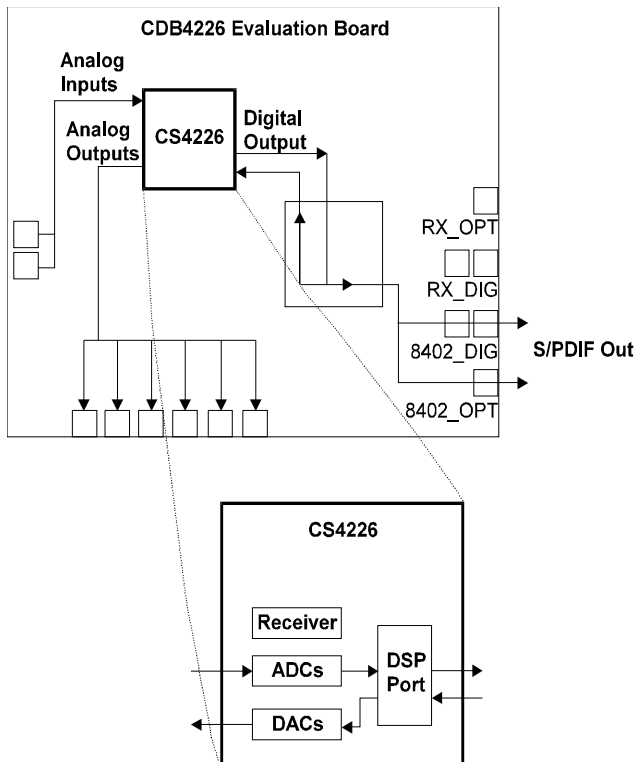 CDB4226 Evaluation Board
Analog
Inputs
Analog
Outputs
CS4226
Digital
Output
RX_OPT
RX_DIG
8402_DIG
S/PDIF Out
8402_OPT
CS4226
Receiver
ADCs
DACs
DSP
Port